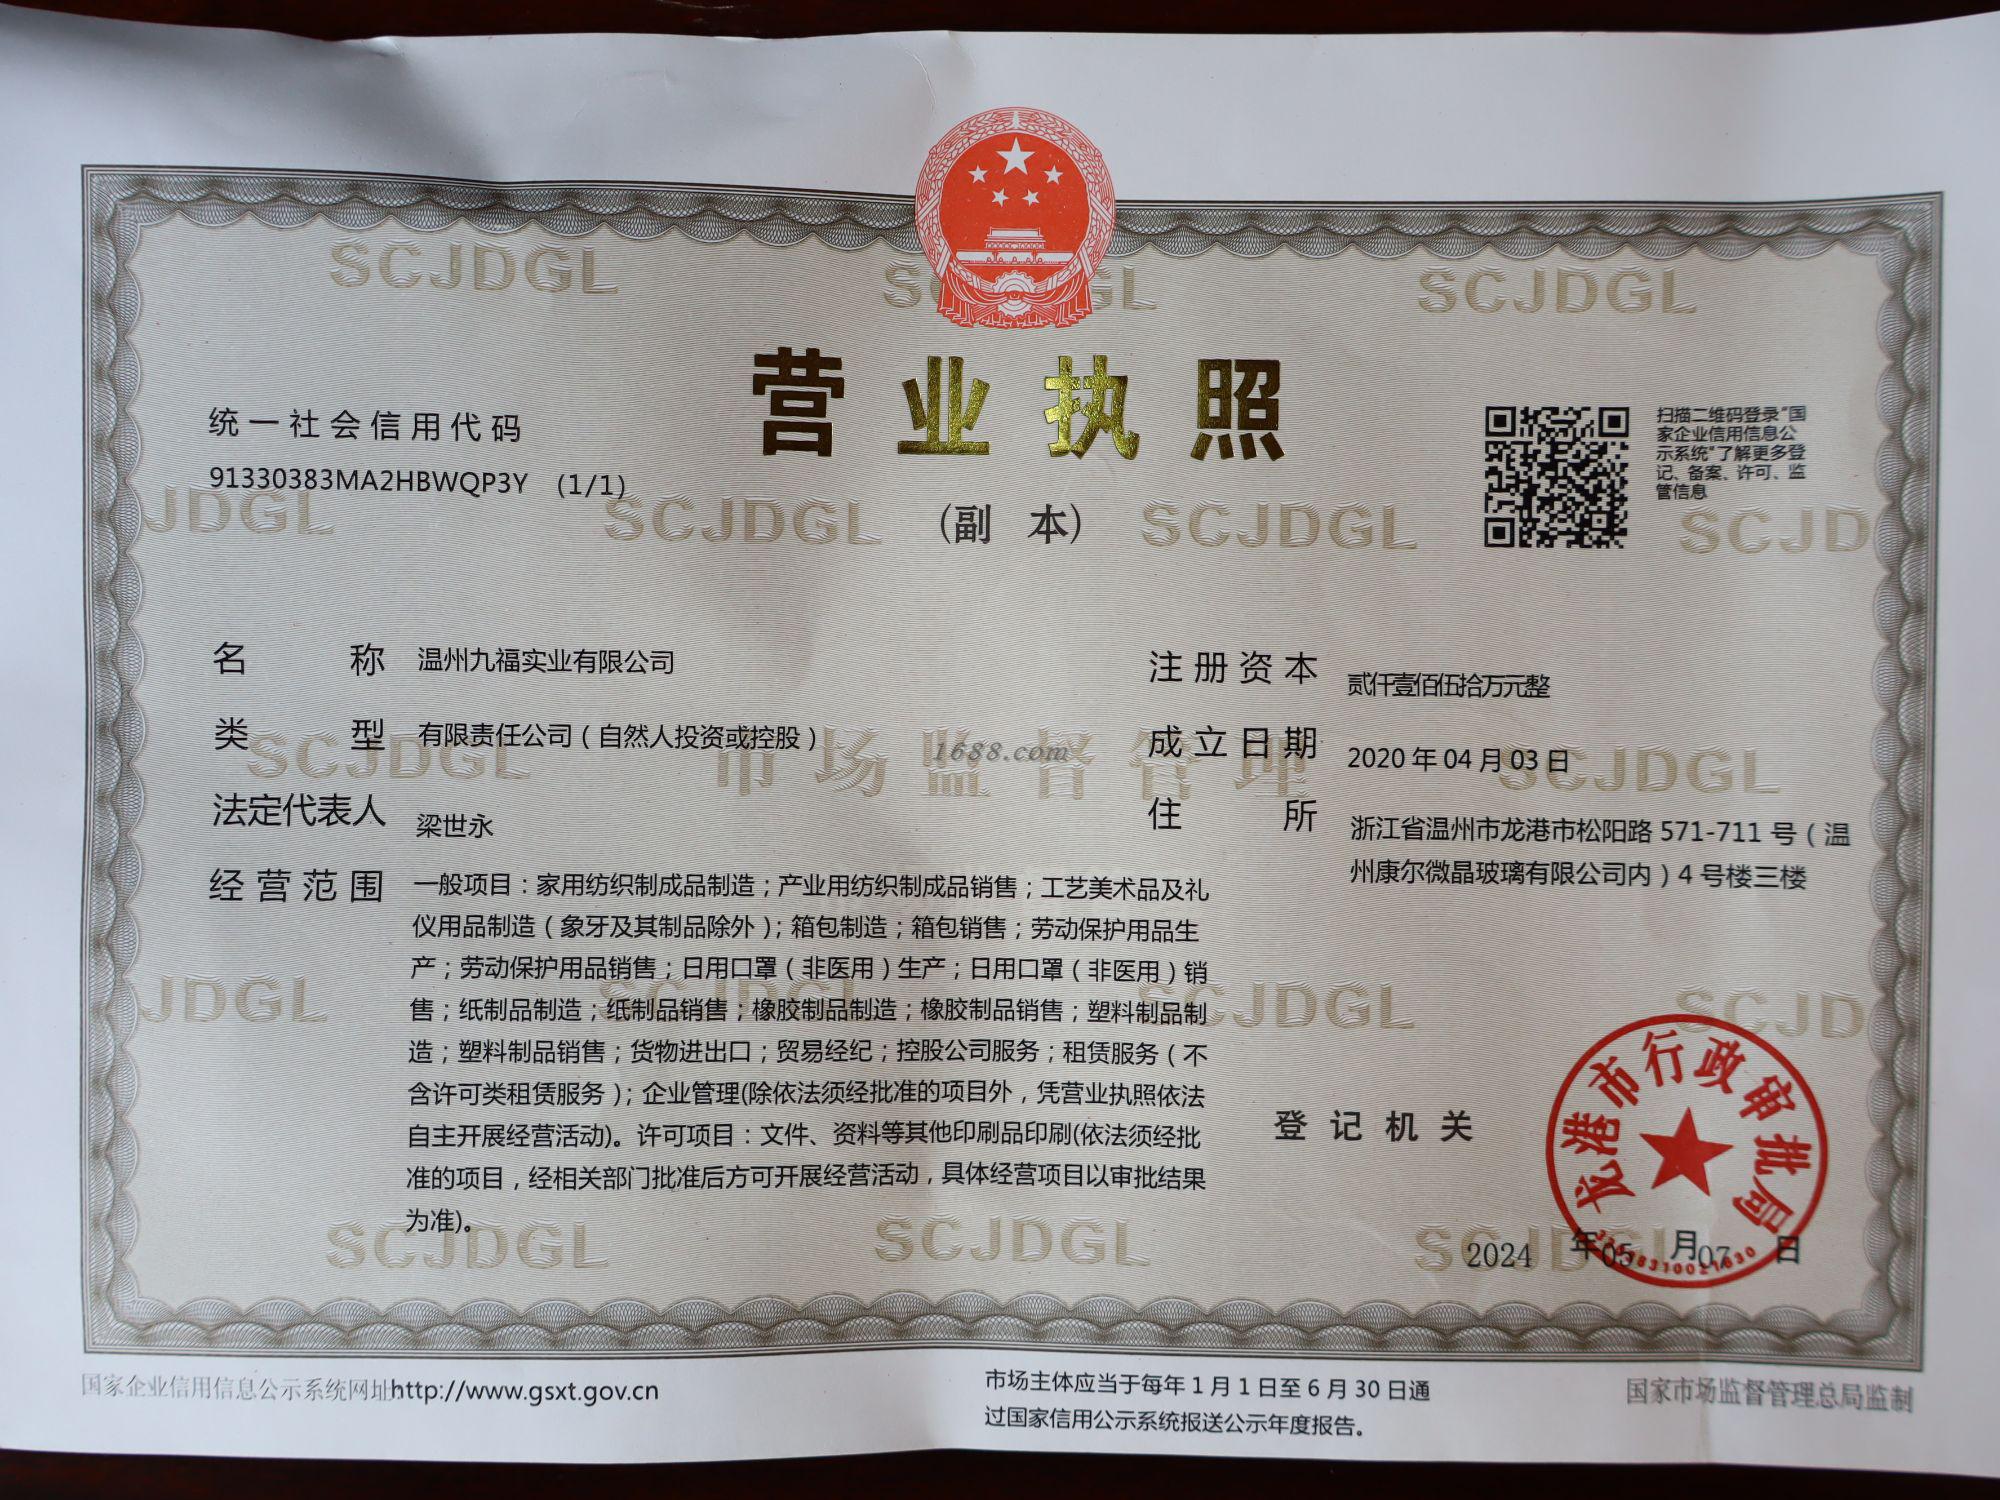 营业执照
(副 本)
统一社会信用代码
91330383MA2HBWQP3Y (1/1)
扫描二维码登录“国
家企业信用信息公
示系统”了解更多登
记、备案、许可、监
管信息
名称 温州九福实业有限公司
类型 有限责任公司（自然人投资或控股）
法定代表人 梁世永
经营范围 一般项目：家用纺织制成品制造；产业用纺织制成品销售；工艺美术品及礼
仪用品制造（象牙及其制品除外）；箱包制造；箱包销售；劳动保护用品生
产；劳动保护用品销售；日用口罩（非医用）生产；日用口罩（非医用）销
售；纸制品制造；纸制品销售；橡胶制品制造；橡胶制品销售；塑料制品制
造；塑料制品销售；货物进出口；贸易经纪；控股公司服务；租赁服务（不
含许可类租赁服务）；企业管理(除依法须经批准的项目外，凭营业执照依法
自主开展经营活动)。许可项目：文件、资料等其他印刷品印刷(依法须经批
准的项目，经相关部门批准后方可开展经营活动，具体经营项目以审批结果
为准)。
注册资本 贰仟壹佰伍拾万元整
成立日期 2020年04月03日
住所 浙江省温州市龙港市松阳路571-711号（温
州康尔微晶玻璃有限公司内）4号楼三楼
登记机关
龙港市行政审批局
2024年05月07日
国家企业信用信息公示系统网址:http://www.gsxt.gov.cn
市场主体应当于每年1月1日至6月30日通
过国家信用公示系统报送公示年度报告。
国家市场监督管理总局监制
SCJDGL
市场监督管理
1688.com